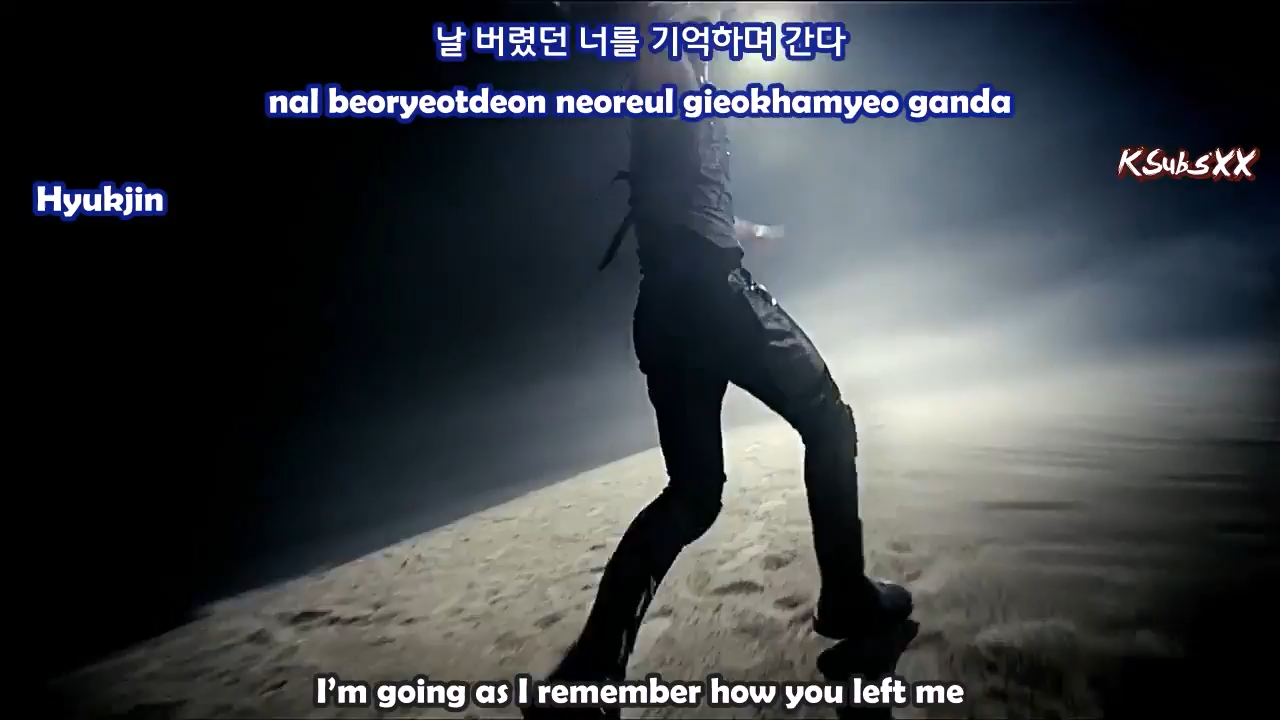 날 버렸던 너를 기억하며 간다
nal beoryeotdeon neoreul gieokhamyeo ganda
KSubsXX
Hyukjin
I'm going as I remember how you left me